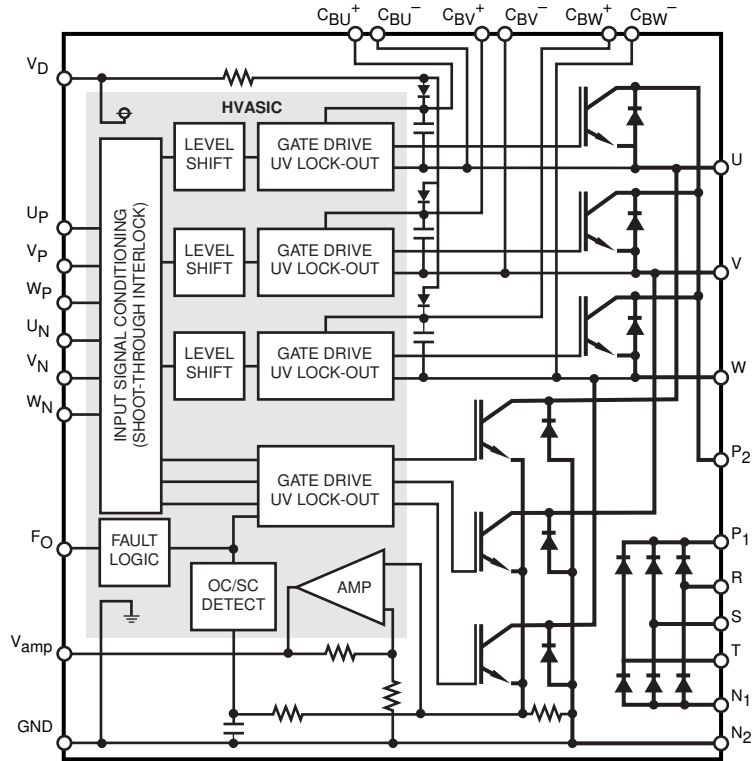 CBU+
CBU−
CBV+
CBV−
CBW+
CBW−
VD
HVASIC
LEVEL
SHIFT
GATE DRIVE
UV LOCK-OUT
U
UP
VP
WP
UN
VN
WN
INPUT SIGNAL CONDITIONING
(SHOOT-THROUGH INTERLOCK)
LEVEL
SHIFT
GATE DRIVE
UV LOCK-OUT
V
LEVEL
SHIFT
GATE DRIVE
UV LOCK-OUT
W
P2
GATE DRIVE
UV LOCK-OUT
FO
FAULT
LOGIC
OC/SC
DETECT
AMP
P1
R
S
T
N1
N2
Vamp
GND